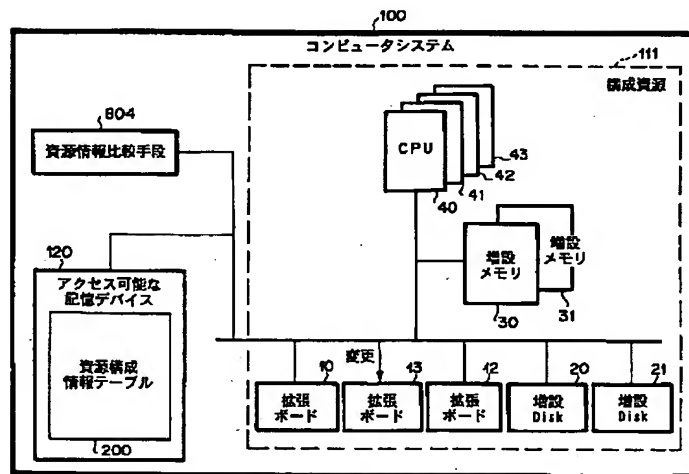 100
コンピュータシステム
111
構成資源
804
資源情報比較手段
CPU
43
42
41
40
増設
メモリ
増設
メモリ
31
30
120
アクセス可能な
記憶デバイス
資源構成
情報テーブル
200
変更
10
拡張
ボード
13
拡張
ボード
12
拡張
ボード
20
増設
Disk
21
増設
Disk